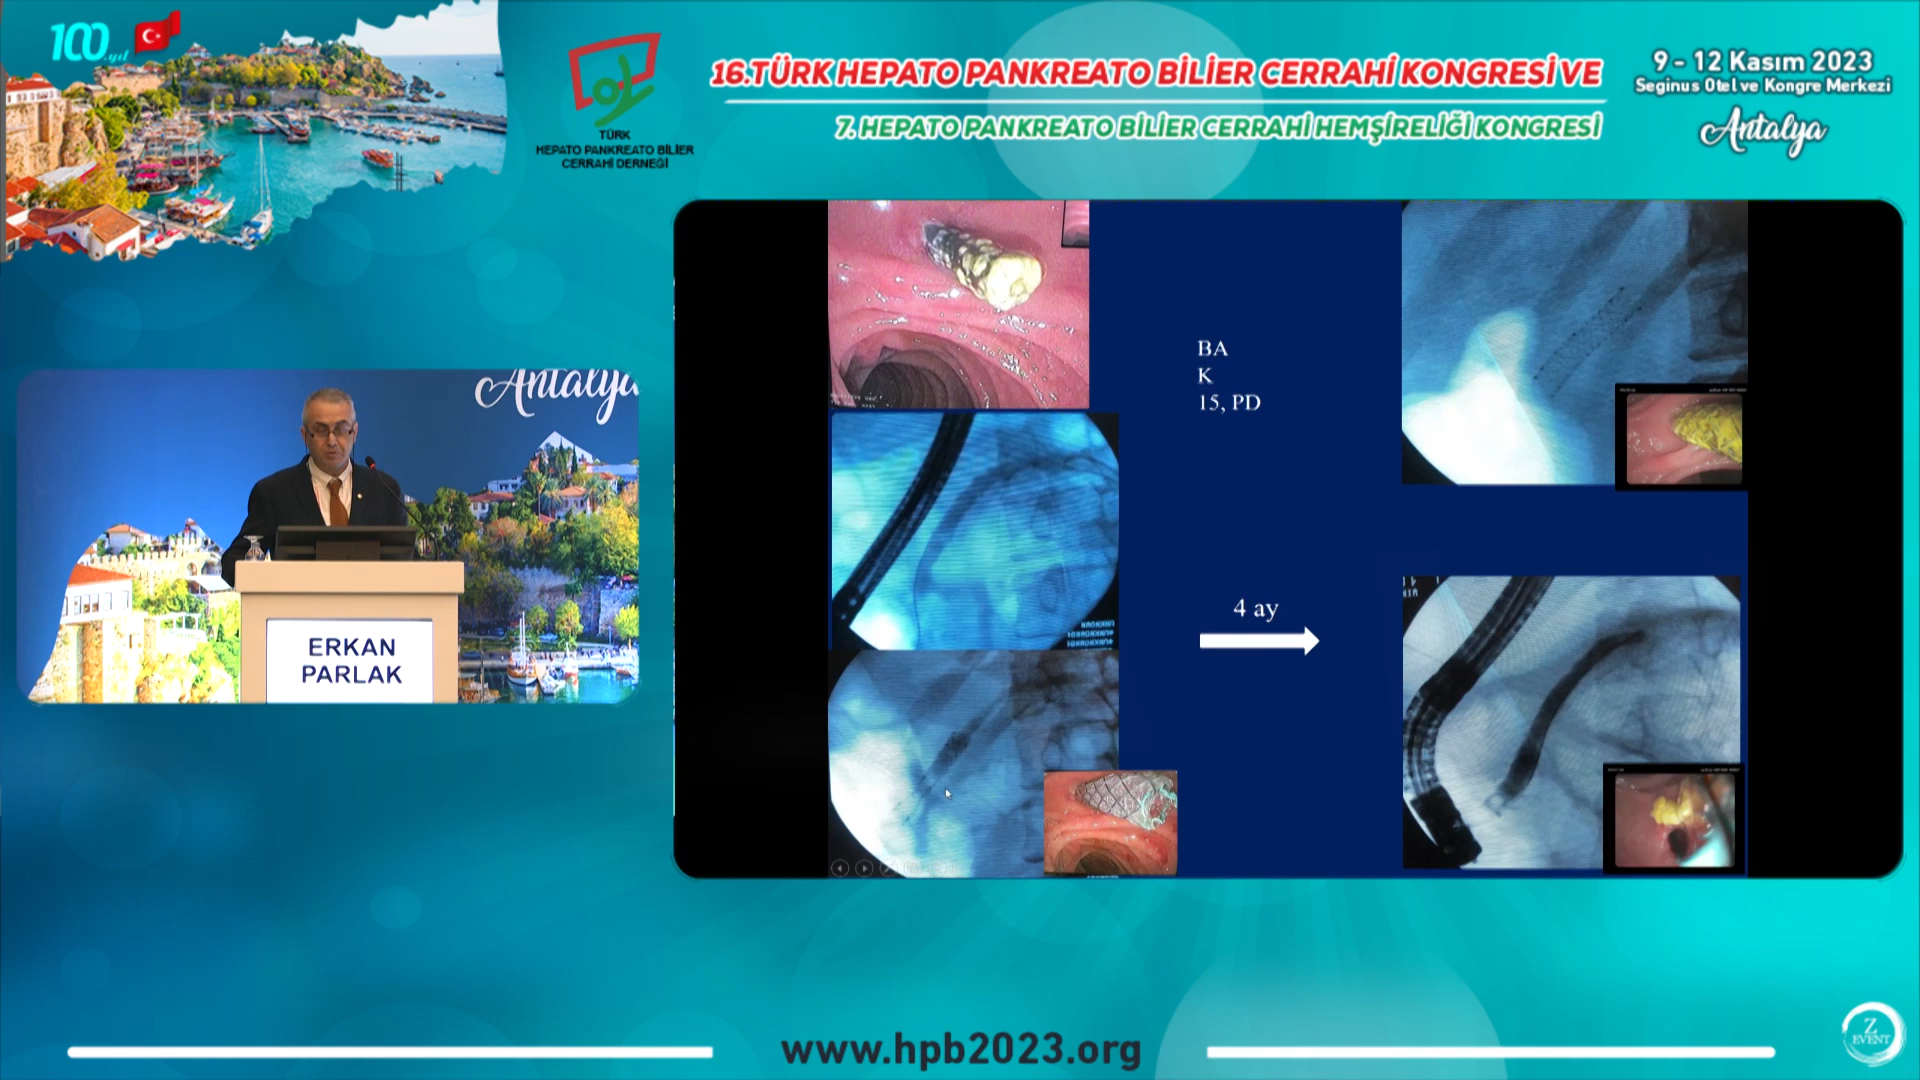 100.yıl
TÜRK
HEPATO PANKREATO BİLİER
CERRAHİ DERNEĞİ
16.TÜRK HEPATO PANKREATO BİLİER CERRAHİ KONGRESİ VE
7. HEPATO PANKREATO BİLİER CERRAHİ HEMŞİRELİĞİ KONGRESİ
9 - 12 Kasım 2023
Seginus Otel ve Kongre Merkezi
Antalya
Antalya
ERKAN
PARLAK
BA
K
15, PD
4 ay
www.hpb2023.org
Z
EVENT